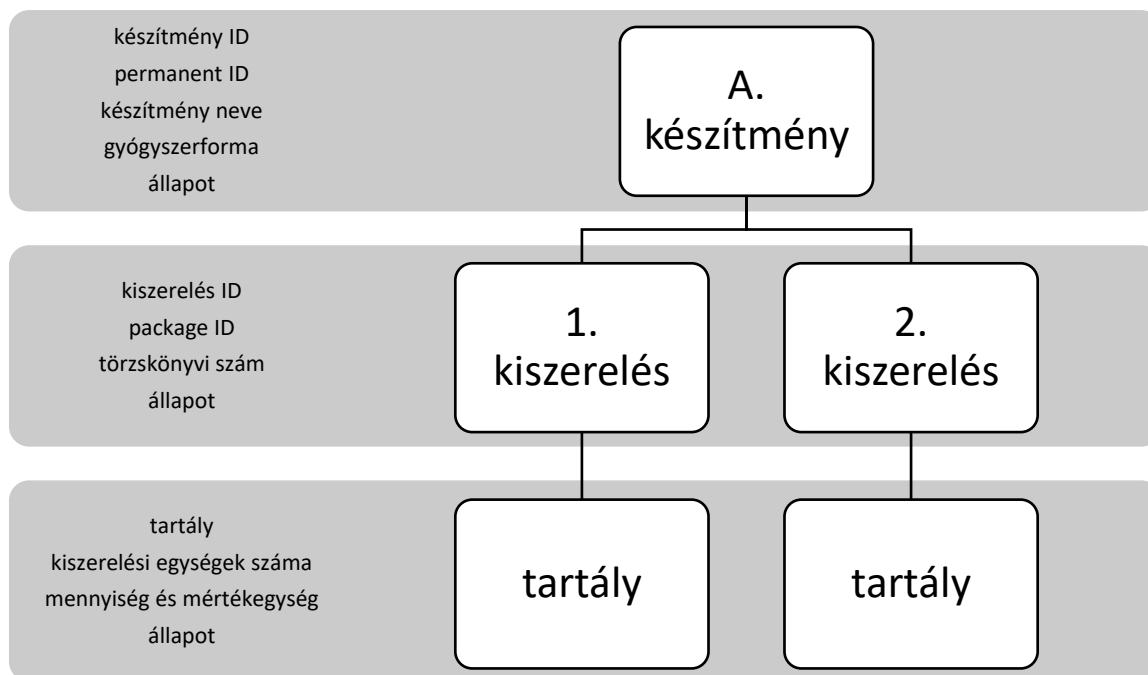 készítmény ID
permanent ID
készítmény neve
gyógyszerforma
állapot
A.
készítmény
kiszerelés ID
package ID
törzskönyvi szám
állapot
1.
kiszerelés
2.
kiszerelés
tartály
kiszerelési egységek száma
mennyiség és mértékegység
állapot
tartály
tartály